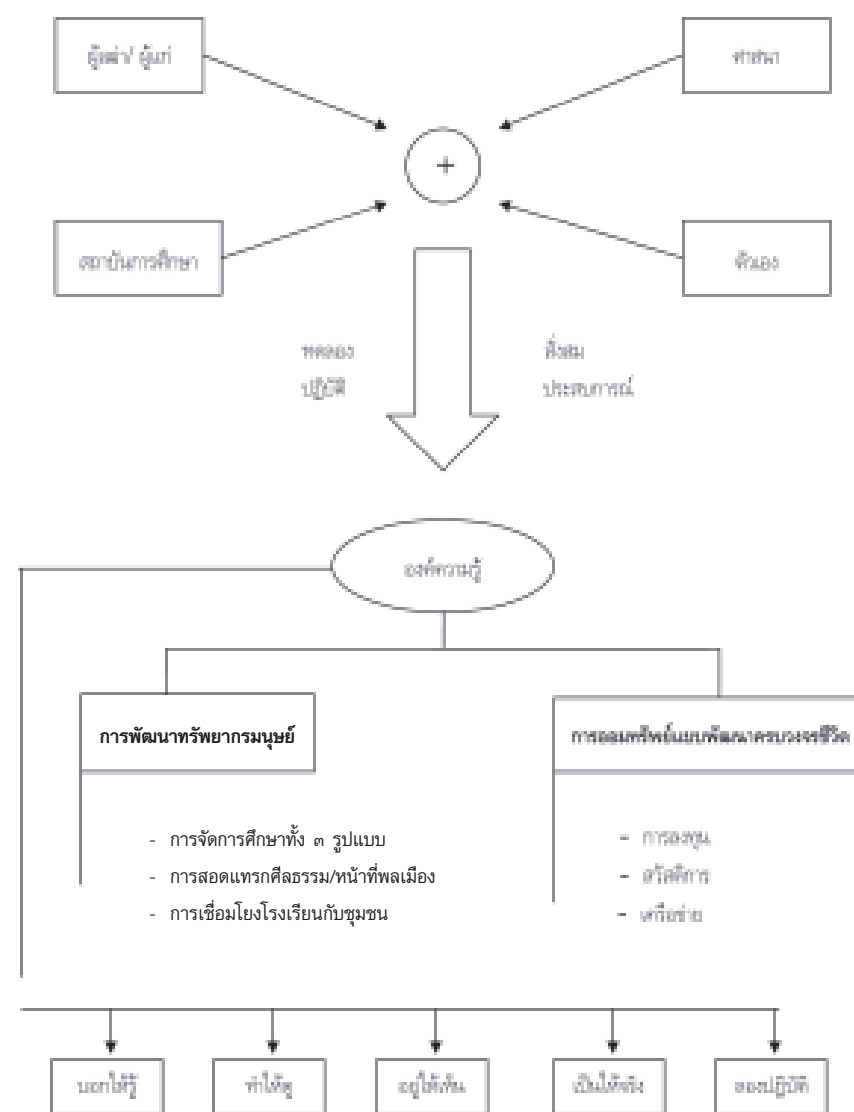 ผู้เฒ่า/ ผู้แก่
ศาสนา
+
สถาบันการศึกษา
ตัวเอง
ทดลอง
ปฏิบัติ
สั่งสม
ประสบการณ์
องค์ความรู้
การพัฒนาทรัพยากรมนุษย์
การออมทรัพย์แบบพัฒนาครบวงจรชีวิต
- การจัดการศึกษาทั้ง ๓ รูปแบบ
- การสอดแทรกศีลธรรม/หน้าที่พลเมือง
- การเชื่อมโยงโรงเรียนกับชุมชน
- การลงทุน
- สวัสดิการ
- เครือข่าย
บอกให้รู้
ทำให้ดู
อยู่ให้เห็น
เป็นให้จริง
ลองปฏิบัติ